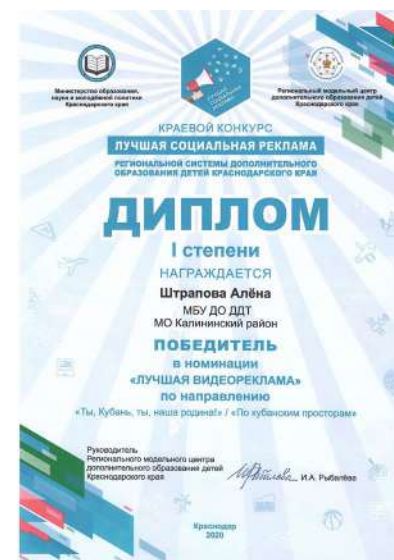 Министерство образования,
науки и молодёжной политики
Краснодарского края
Региональный модельный центр
дополнительного образования детей
Краснодарского края
КРАЕВОЙ КОНКУРС
ЛУЧШАЯ СОЦИАЛЬНАЯ РЕКЛАМА
РЕГИОНАЛЬНОЙ СИСТЕМЫ ДОПОЛНИТЕЛЬНОГО
ОБРАЗОВАНИЯ ДЕТЕЙ КРАСНОДАРСКОГО КРАЯ
ДИПЛОМ
I степени
НАГРАЖДАЕТСЯ
Штрапова Алёна
МБУ ДО ДДТ
МО Калининский район
ПОБЕДИТЕЛЬ
в номинации
«ЛУЧШАЯ ВИДЕОРЕКЛАМА»
по направлению
«Ты, Кубань, ты, наша родина!» / «По кубанским просторам»
Руководитель
Регионального модельного центра
дополнительного образования детей
Краснодарского края
И.А. Рыбалёва
Краснодар
2020